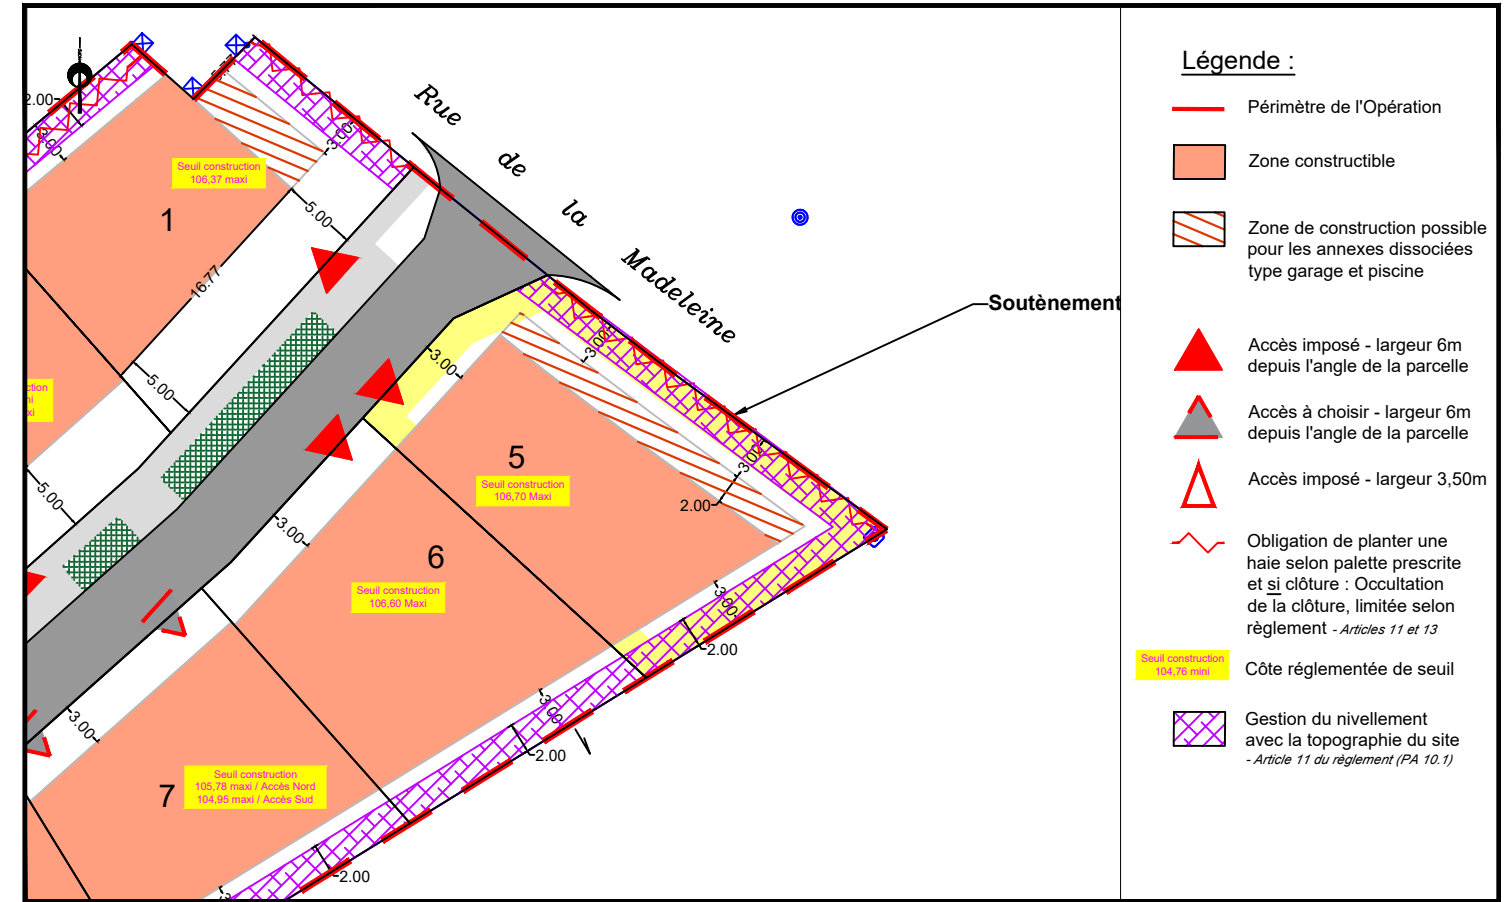 2.00
3.00
Seuil construction
106,37 maxi
1
5.00
16.77
5.00
5.00
3.00
Rue
de
la
Madeleine
Soutènement
3.00
3.00
5
Seuil construction
106,70 Maxi
3.00
2.00
3.00
6
Seuil construction
106,60 Maxi
3.00
2.00
3.00
2.00
3.00
7
Seuil construction
105,78 maxi / Accès Nord
104,95 maxi / Accès Sud
2.00
Légende :
Périmètre de l'Opération
Zone constructible
Zone de construction possible
pour les annexes dissociées
type garage et piscine
Accès imposé - largeur 6m
depuis l'angle de la parcelle
Accès à choisir - largeur 6m
depuis l'angle de la parcelle
Accès imposé - largeur 3,50m
Obligation de planter une
haie selon palette prescrite
et si clôture : Occultation
de la clôture, limitée selon
règlement - Articles 11 et 13
Seuil construction
104,76 mini
Côte réglementée de seuil
Gestion du nivellement
avec la topographie du site
- Article 11 du règlement (PA 10.1)